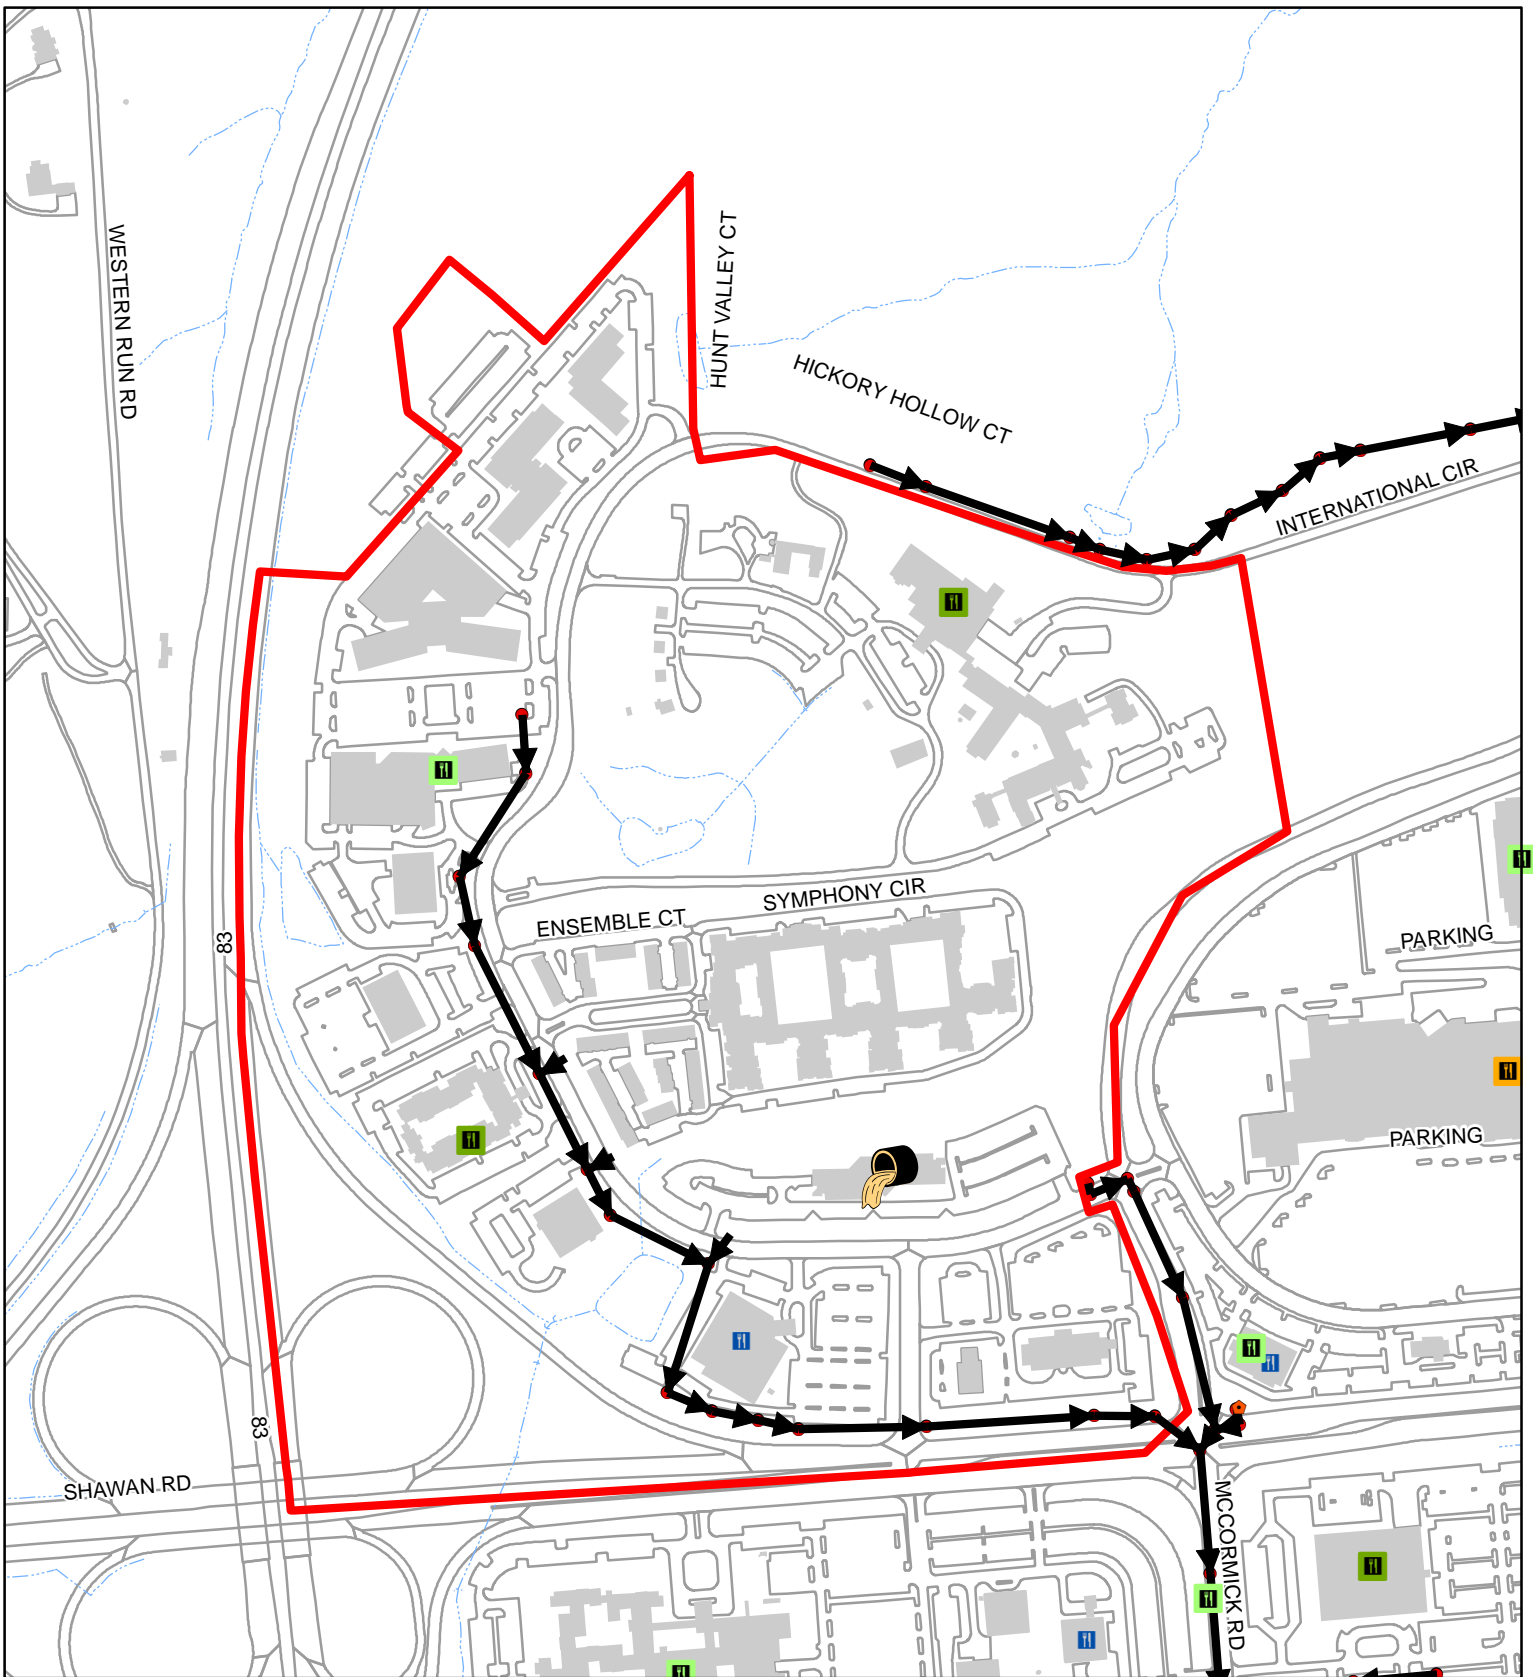 WESTERN RUN RD
HUNT VALLEY CT
HICKORY HOLLOW CT
INTERNATIONAL CIR
SYMPHONY CIR
ENSEMBLE CT
PARKING
83
PARKING
83
SHAWAN RD
MCCORMICK RD